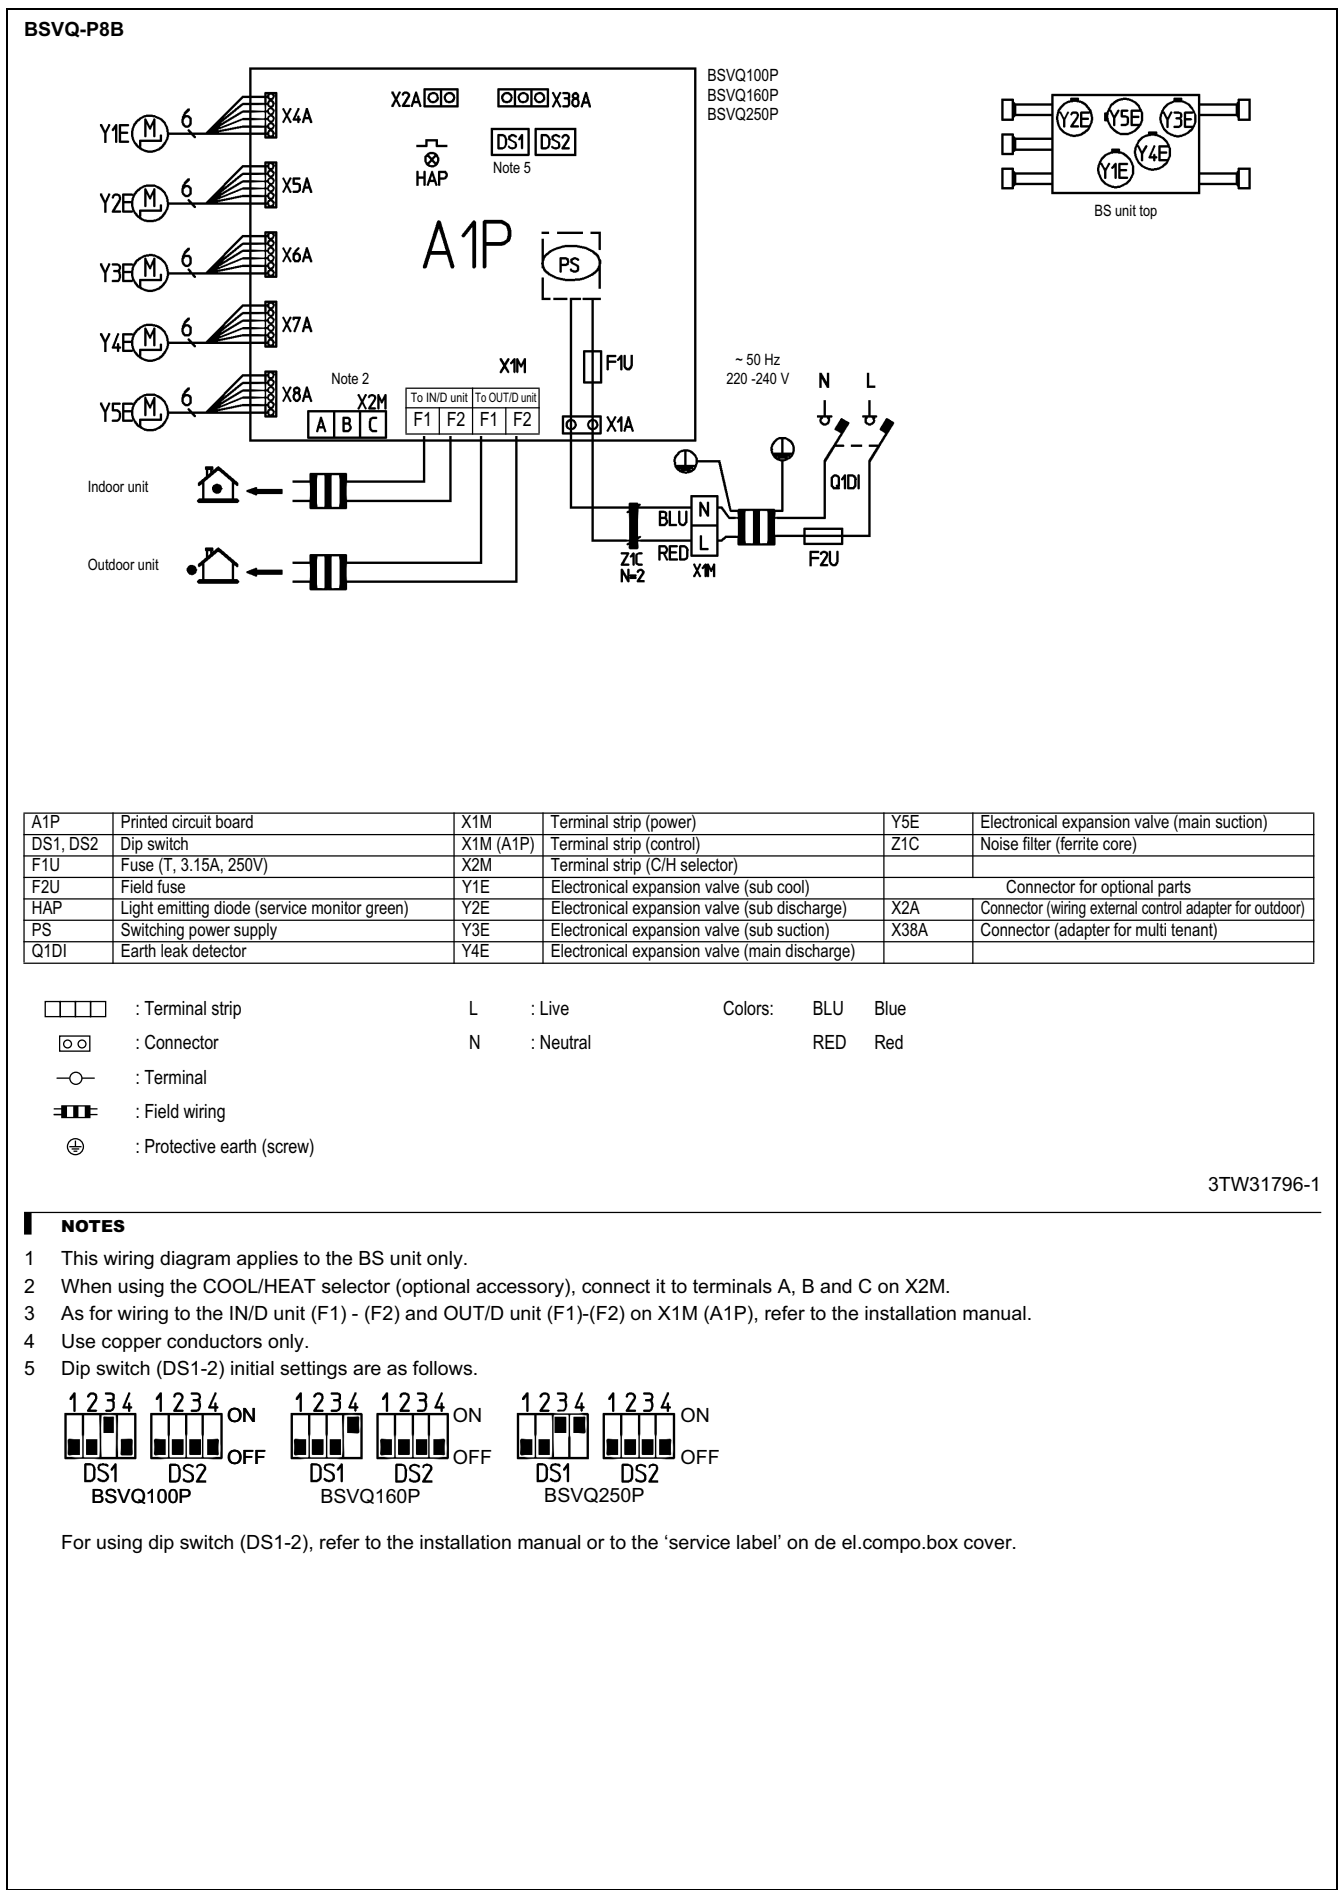 BSVQ-P8B
BSVQ100P
BSVQ160P
BSVQ250P
X2A X38A
DS1 DS2
Note 5
HAP
A1P
PS
Y1E M 6 X4A
Y2E M 6 X5A
Y3E M 6 X6A
Y4E M 6 X7A
Y5E M 6 X8A
Y2E Y5E Y3E
Y4E
Y1E
BS unit top
Note 2
X2M
A B C
X1M
To IN/D unit To OUT/D unit
F1 F2 F1 F2
F1U
X1A
~ 50 Hz
220 -240 V
N L
Q1DI
Indoor unit
Outdoor unit
BLU N
RED L
Z1C
N=2
X1M
F2U
A1P Printed circuit board X1M Terminal strip (power) Y5E Electronical expansion valve (main suction)
DS1, DS2 Dip switch X1M (A1P) Terminal strip (control) Z1C Noise filter (ferrite core)
F1U Fuse (T, 3.15A, 250V) X2M Terminal strip (C/H selector)
F2U Field fuse Y1E Electronical expansion valve (sub cool) Connector for optional parts
HAP Light emitting diode (service monitor green) Y2E Electronical expansion valve (sub discharge) X2A Connector (wiring external control adapter for outdoor)
PS Switching power supply Y3E Electronical expansion valve (sub suction) X38A Connector (adapter for multi tenant)
Q1DI Earth leak detector Y4E Electronical expansion valve (main discharge)
: Terminal strip L : Live Colors: BLU Blue
: Connector N : Neutral RED Red
: Terminal
: Field wiring
: Protective earth (screw)
3TW31796-1
NOTES
1 This wiring diagram applies to the BS unit only.
2 When using the COOL/HEAT selector (optional accessory), connect it to terminals A, B and C on X2M.
3 As for wiring to the IN/D unit (F1) - (F2) and OUT/D unit (F1)-(F2) on X1M (A1P), refer to the installation manual.
4 Use copper conductors only.
5 Dip switch (DS1-2) initial settings are as follows.
1 2 3 4 1 2 3 4 ON OFF
DS1 DS2
BSVQ100P
1 2 3 4 1 2 3 4 ON OFF
DS1 DS2
BSVQ160P
1 2 3 4 1 2 3 4 ON OFF
DS1 DS2
BSVQ250P
For using dip switch (DS1-2), refer to the installation manual or to the ‘service label’ on de el.compo.box cover.